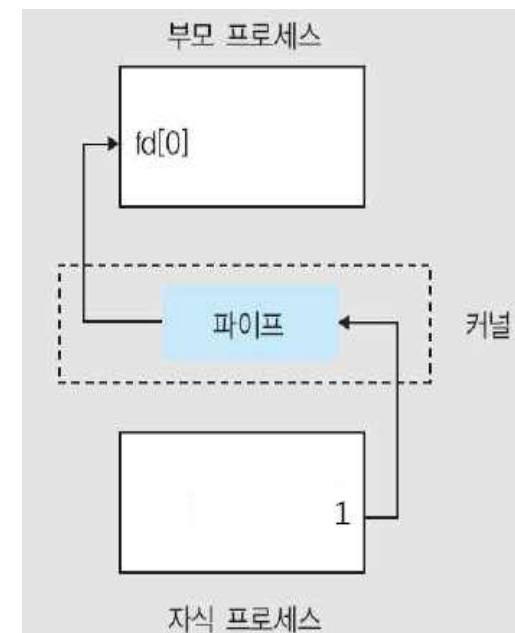 부모 프로세스
fd[0]
파이프
커널
1
자식 프로세스